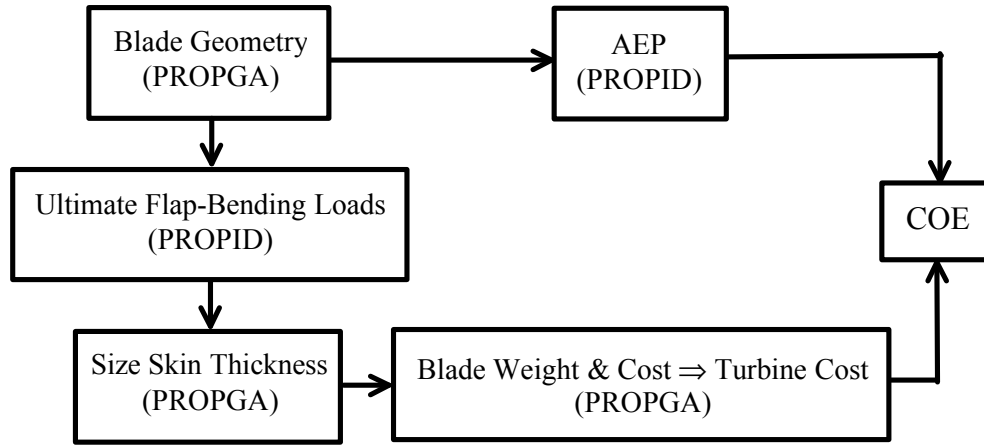 Blade Geometry
(PROPGA)
AEP
(PROPID)
Ultimate Flap-Bending Loads
(PROPID)
COE
Size Skin Thickness
(PROPGA)
Blade Weight & Cost ⇒ Turbine Cost
(PROPGA)